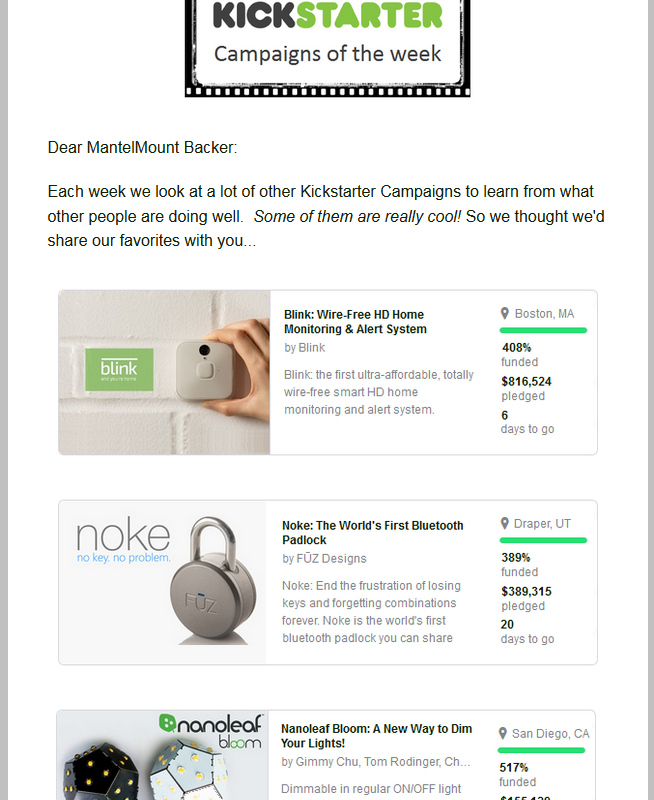 KICKSTARTER
Campaigns of the week
Dear MantelMount Backer:
Each week we look at a lot of other Kickstarter Campaigns to learn from what
other people are doing well. Some of them are really cool! So we thought we'd
share our favorites with you...
blink
and you're home.
Blink: Wire-Free HD Home
Monitoring & Alert System
by Blink
Blink: the first ultra-affordable, totally
wire-free smart HD home
monitoring and alert system.
Boston, MA
408%
funded
$816,524
pledged
6
days to go
noke
no key. no problem.
FŪZ
Noke: The World's First Bluetooth
Padlock
by FŪZ Designs
Noke: End the frustration of losing
keys and forgetting combinations
forever. Noke is the world's first
bluetooth padlock you can share
Draper, UT
389%
funded
$389,315
pledged
20
days to go
nanoleaf
bloom
Nanoleaf Bloom: A New Way to Dim
Your Lights!
by Gimmy Chu, Tom Rodinger, Ch...
Dimmable in regular ON/OFF light
San Diego, CA
517%
funded